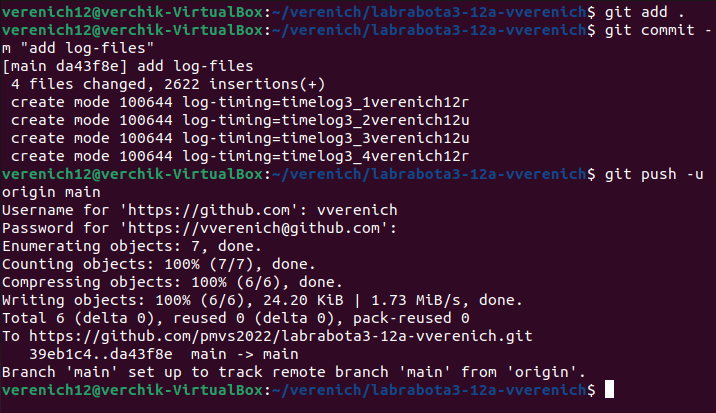 verenich12@verchik-VirtualBox:~/verenich/labrabota3-12a-vverenich$ git add .
verenich12@verchik-VirtualBox:~/verenich/labrabota3-12a-vverenich$ git commit -
m "add log-files"
[main da43f8e] add log-files
 4 files changed, 2622 insertions(+)
 create mode 100644 log-timing=timelog3_1verenich12r
 create mode 100644 log-timing=timelog3_2verenich12u
 create mode 100644 log-timing=timelog3_3verenich12u
 create mode 100644 log-timing=timelog3_4verenich12r
verenich12@verchik-VirtualBox:~/verenich/labrabota3-12a-vverenich$ git push -u
origin main
Username for 'https://github.com': vverenich
Password for 'https://vverenich@github.com':
Enumerating objects: 7, done.
Counting objects: 100% (7/7), done.
Compressing objects: 100% (6/6), done.
Writing objects: 100% (6/6), 24.20 KiB | 1.73 MiB/s, done.
Total 6 (delta 0), reused 0 (delta 0), pack-reused 0
To https://github.com/pmvs2022/labrabota3-12a-vverenich.git
   39eb1c4..da43f8e  main -> main
Branch 'main' set up to track remote branch 'main' from 'origin'.
verenich12@verchik-VirtualBox:~/verenich/labrabota3-12a-vverenich$